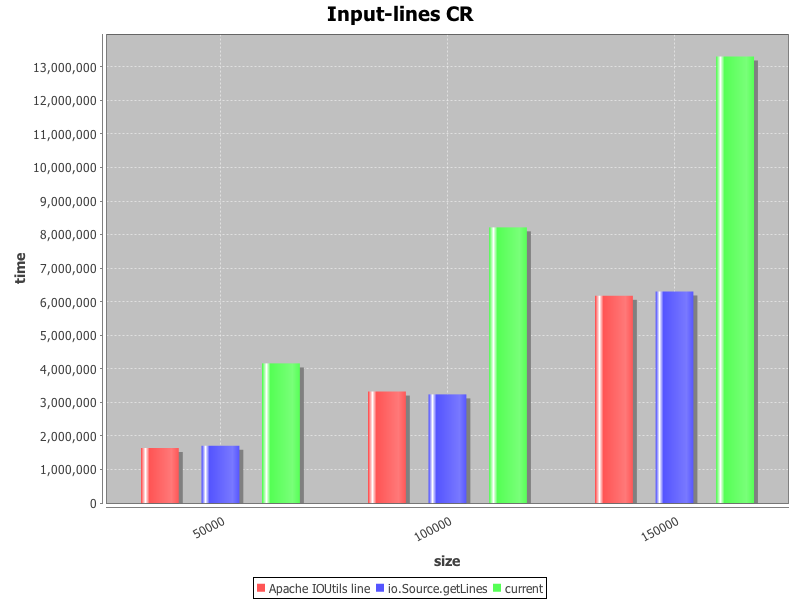 Input-lines CR
time
13,000,000
12,000,000
11,000,000
10,000,000
9,000,000
8,000,000
7,000,000
6,000,000
5,000,000
4,000,000
3,000,000
2,000,000
1,000,000
0
50000
100000
150000
size
Apache IOUtils line
io.Source.getLines
current